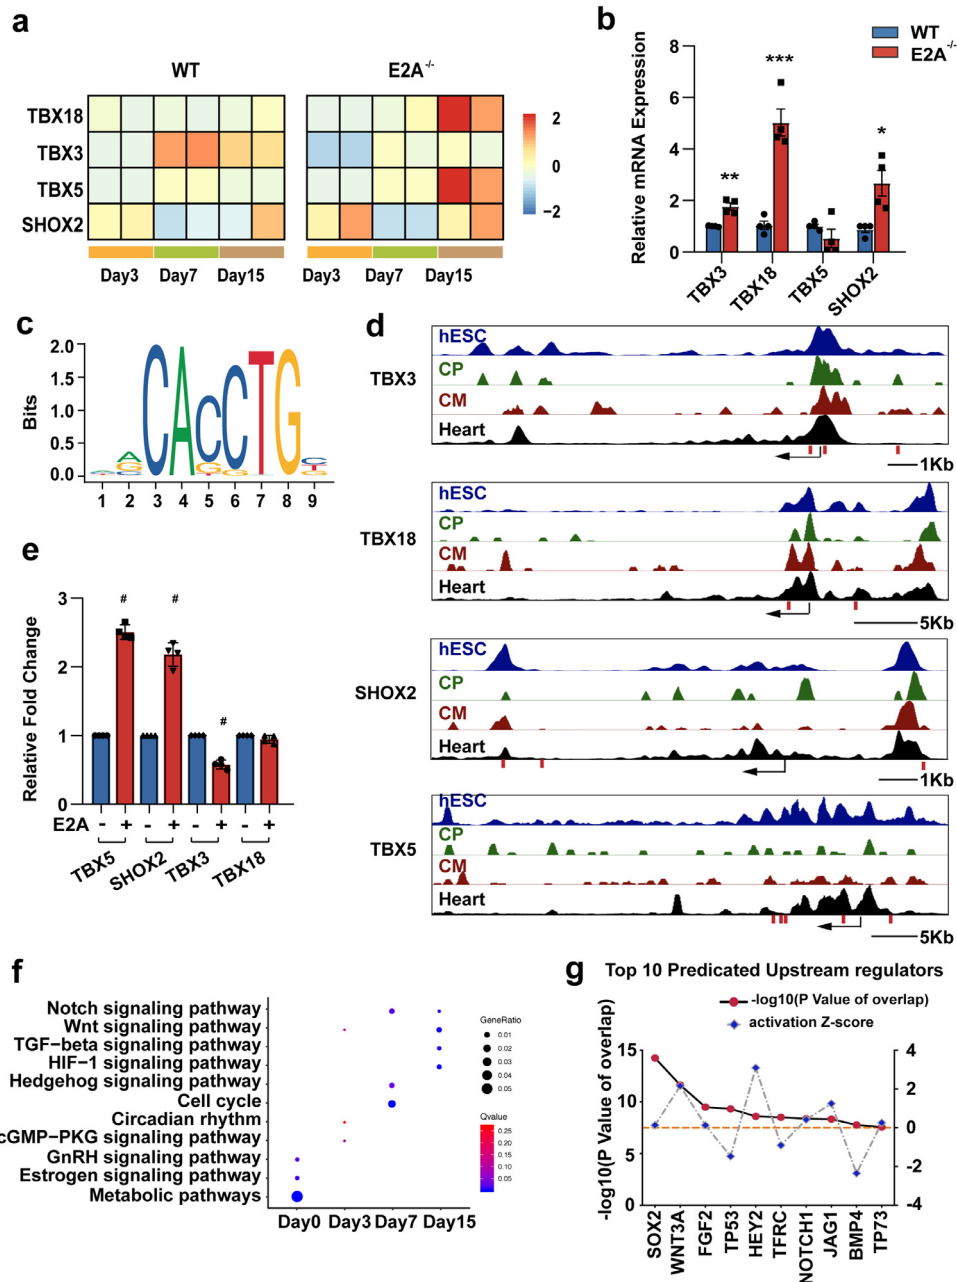 a
WT
E2A-/-
TBX18
TBX3
TBX5
SHOX2
2
0
−2
Day3 Day7 Day15 Day3 Day7 Day15
b
WT
E2A-/-
Relative mRNA Expression
8
6
4
2
0
** *** *
TBX3 TBX18 TBX5 SHOX2
c
Bits
2.0
1.5
1.0
0.5
0.0
CACCTG
1 2 3 4 5 6 7 8 9
d
TBX3
hESC
CP
CM
Heart
1Kb
TBX18
hESC
CP
CM
Heart
5Kb
SHOX2
hESC
CP
CM
Heart
1Kb
TBX5
hESC
CP
CM
Heart
5Kb
e
Relative Fold Change
3
2
1
0
# # #
E2A - + - + - + - +
TBX5 SHOX2 TBX3 TBX18
f
Notch signaling pathway
Wnt signaling pathway
TGF−beta signaling pathway
HIF−1 signaling pathway
Hedgehog signaling pathway
Cell cycle
Circadian rhythm
cGMP−PKG signaling pathway
GnRH signaling pathway
Estrogen signaling pathway
Metabolic pathways
Day0 Day3 Day7 Day15
GeneRatio
0.01
0.02
0.03
0.04
0.05
Qvalue
0.25
0.20
0.15
0.10
0.05
g
Top 10 Predicated Upstream regulators
-log10(P Value of overlap)
activation Z-score
-log10(P Value of overlap)
15
10
5
0
4
2
0
-2
-4
SOX2 WNT3A FGF2 TP53 HEY2 TFRC NOTCH1 JAG1 BMP4 TP73